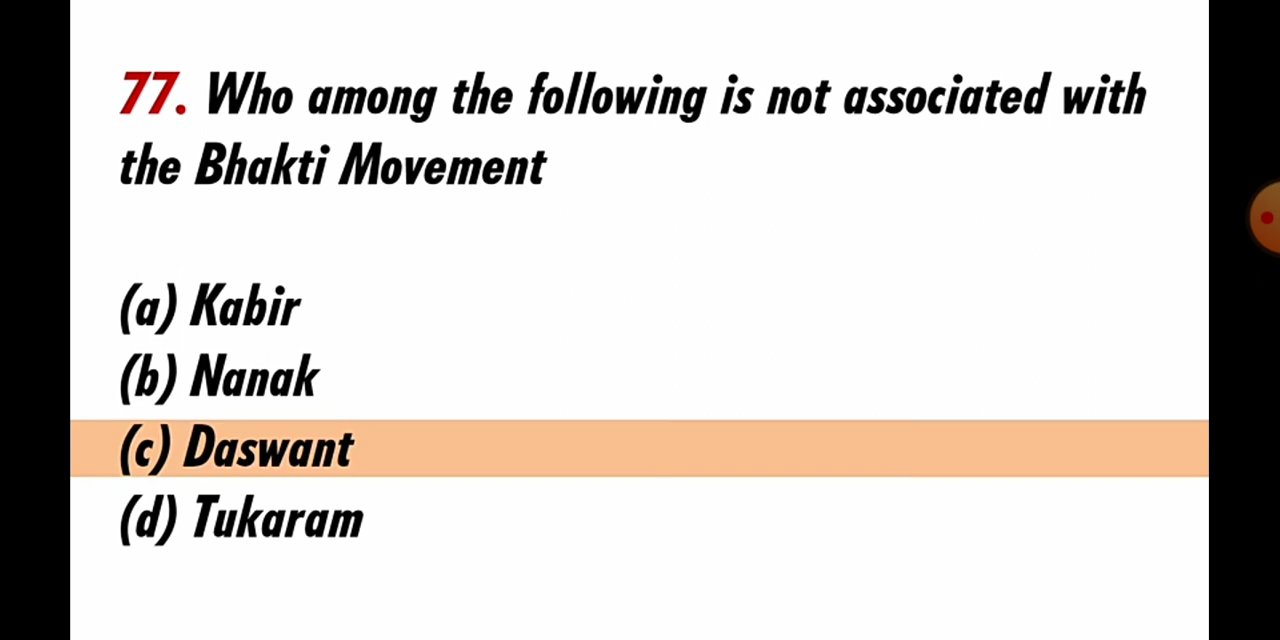 77. Who among the following is not associated with
the Bhakti Movement
(a) Kabir
(b) Nanak
(c) Daswant
(d) Tukaram